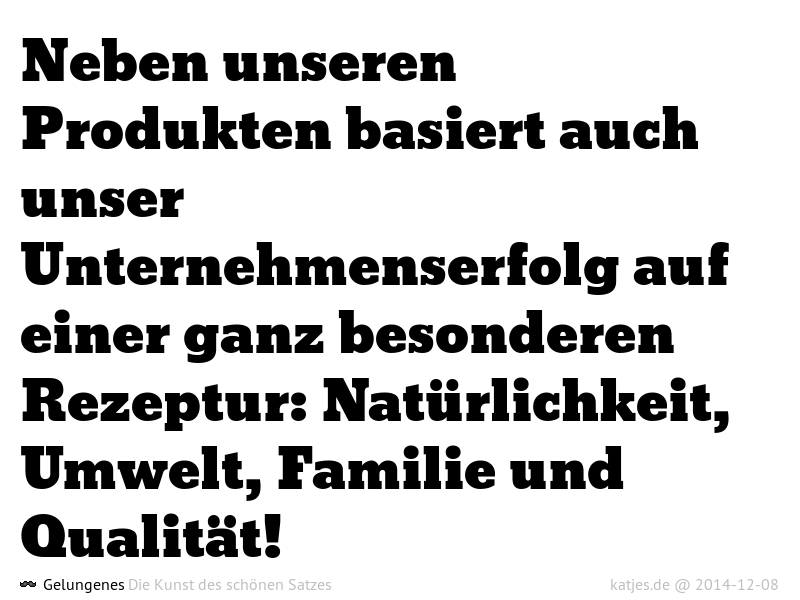 Neben unseren
Produkten basiert auch
unser
Unternehmenserfolg auf
einer ganz besonderen
Rezeptur: Natürlichkeit,
Umwelt, Familie und
Qualität!
Gelungenes Die Kunst des schönen Satzes katjes.de @ 2014-12-08